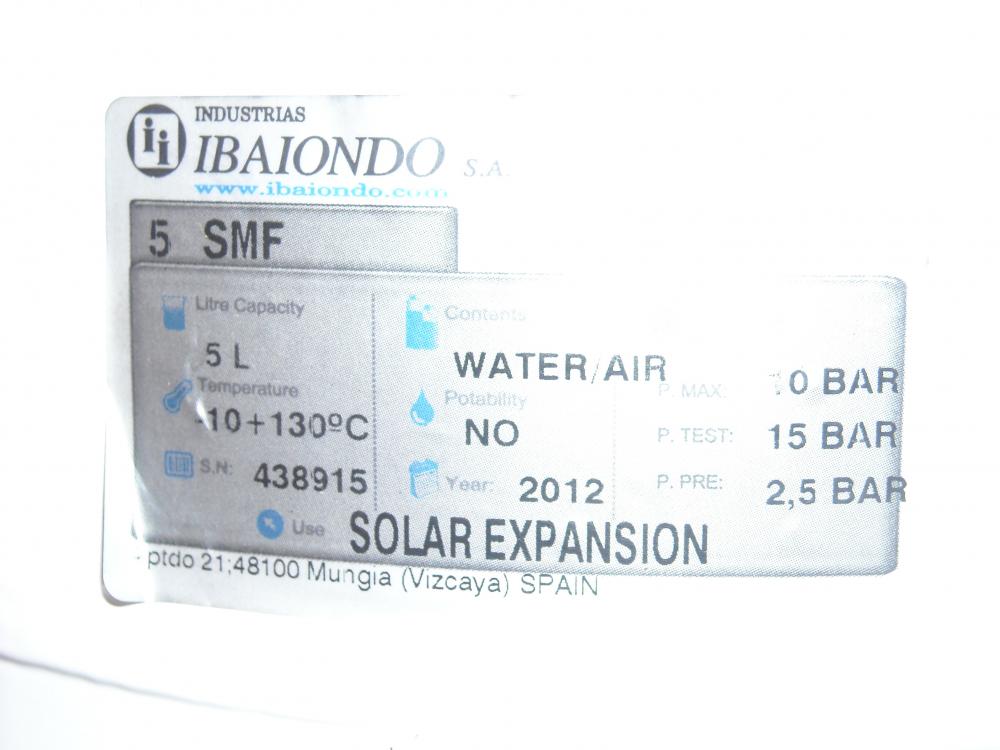 ii
INDUSTRIAS
IBAIONDO S.A.
www.ibaiondo.com
5 SMF
Litre Capacity
5 L
Temperature
-10+130ºC
S.N: 438915
Contents
WATER/AIR
Potability
NO
Year: 2012
P. MAX: 0 BAR
P. TEST: 15 BAR
P. PRE: 2,5 BAR
Use SOLAR EXPANSION
ptdo 21;48100 Mungia (Vizcaya) SPAIN